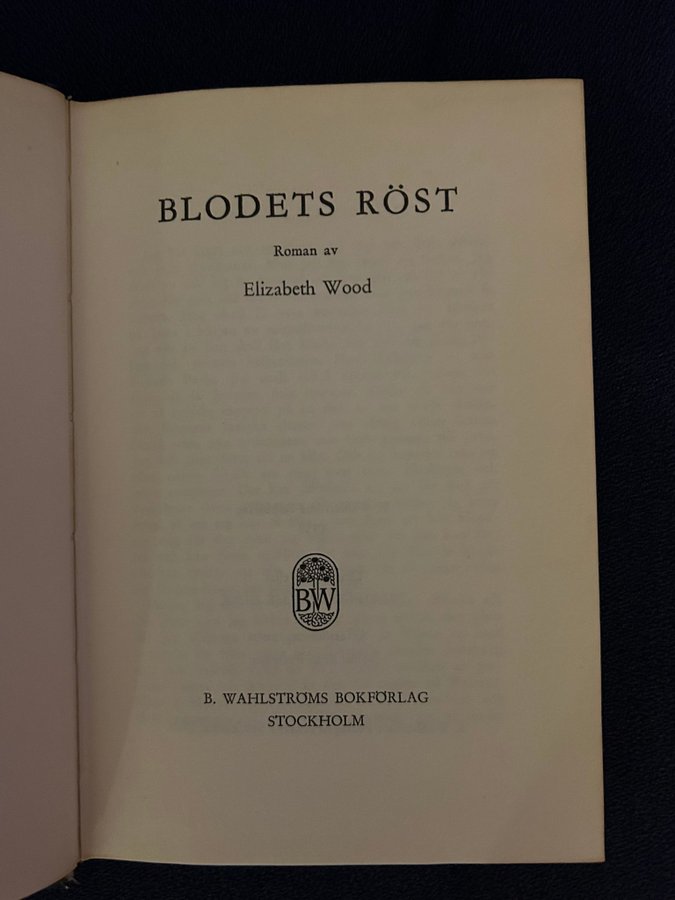 BLODETS RÖST
Roman av
Elizabeth Wood
BW
B. WAHLSTRÖMS BOKFÖRLAG
STOCKHOLM